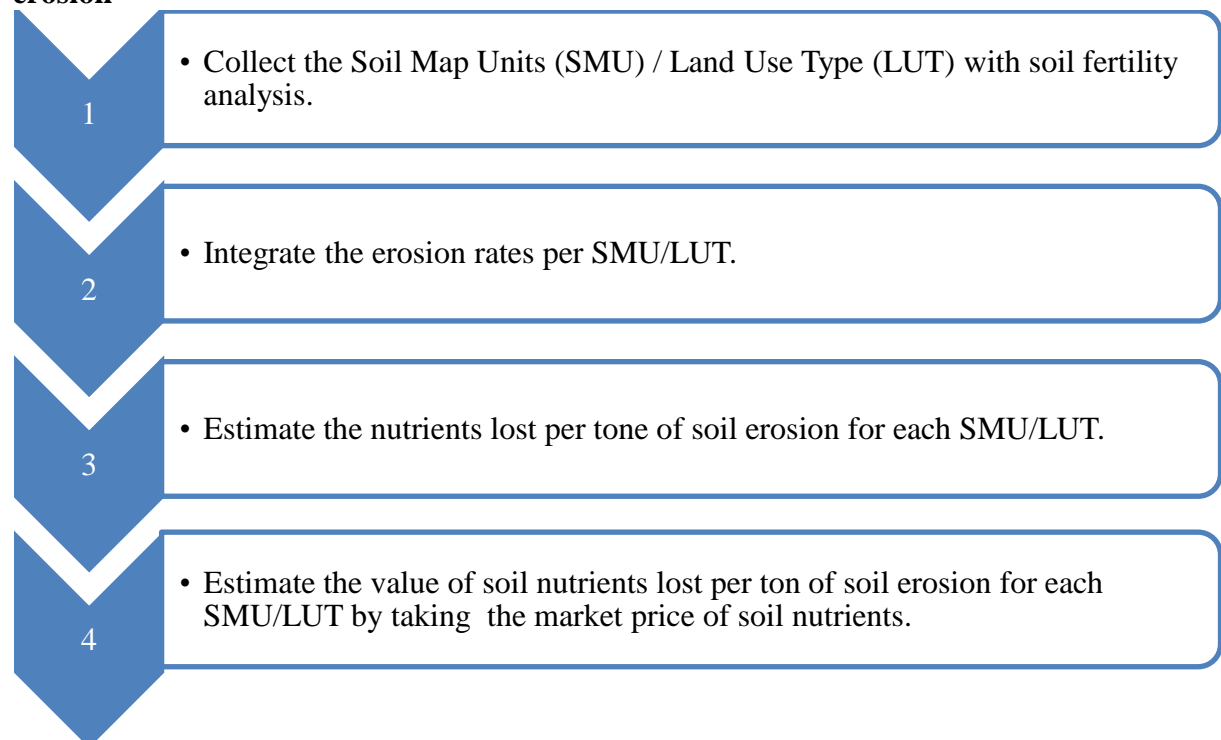 erosion
1
• Collect the Soil Map Units (SMU) / Land Use Type (LUT) with soil fertility
analysis.
2
• Integrate the erosion rates per SMU/LUT.
3
• Estimate the nutrients lost per tone of soil erosion for each SMU/LUT.
4
• Estimate the value of soil nutrients lost per ton of soil erosion for each
SMU/LUT by taking  the market price of soil nutrients.